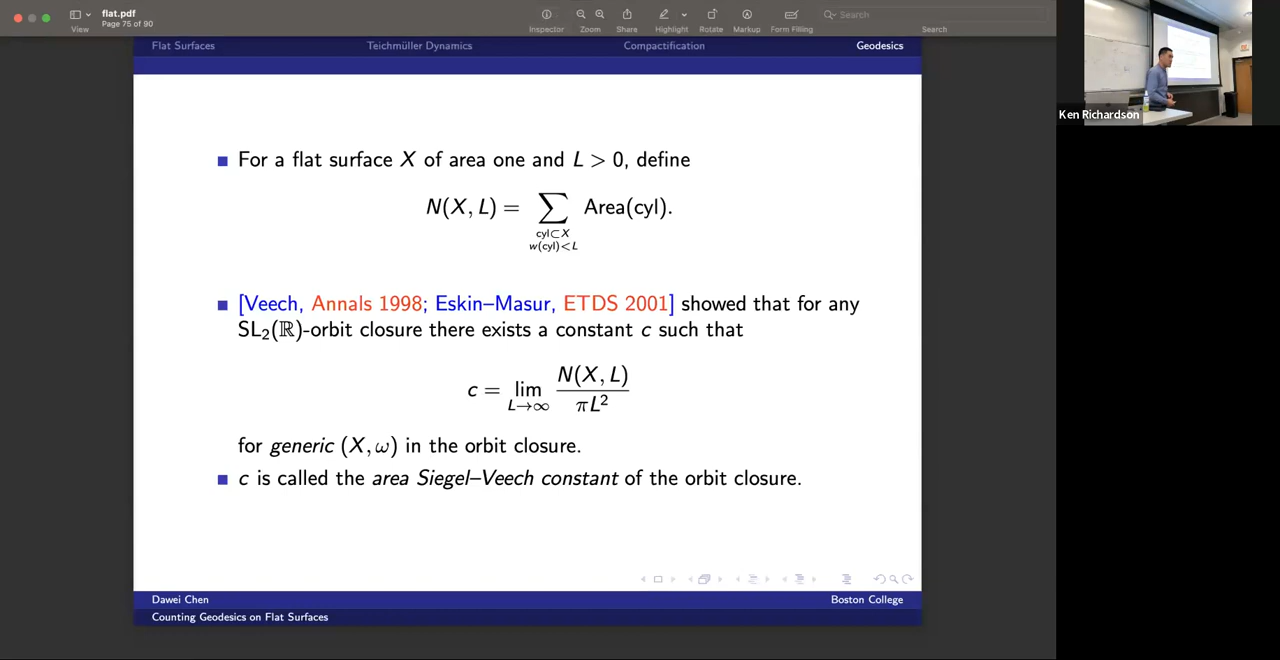 flat.pdf
Page 75 of 90
View
Inspector
Zoom
Share
Highlight
Rotate
Markup
Form Filling
Search
Search
Flat Surfaces
Teichmüller Dynamics
Compactification
Geodesics
For a flat surface X of area one and L > 0, define
N(X, L) = ∑ Area(cyl).
cyl⊂X
w(cyl)<L
[Veech, Annals 1998; Eskin–Masur, ETDS 2001] showed that for any
SL₂(ℝ)-orbit closure there exists a constant c such that
c = lim L→∞ N(X, L) / πL²
for generic (X, ω) in the orbit closure.
c is called the area Siegel–Veech constant of the orbit closure.
Dawei Chen
Boston College
Counting Geodesics on Flat Surfaces
Ken Richardson